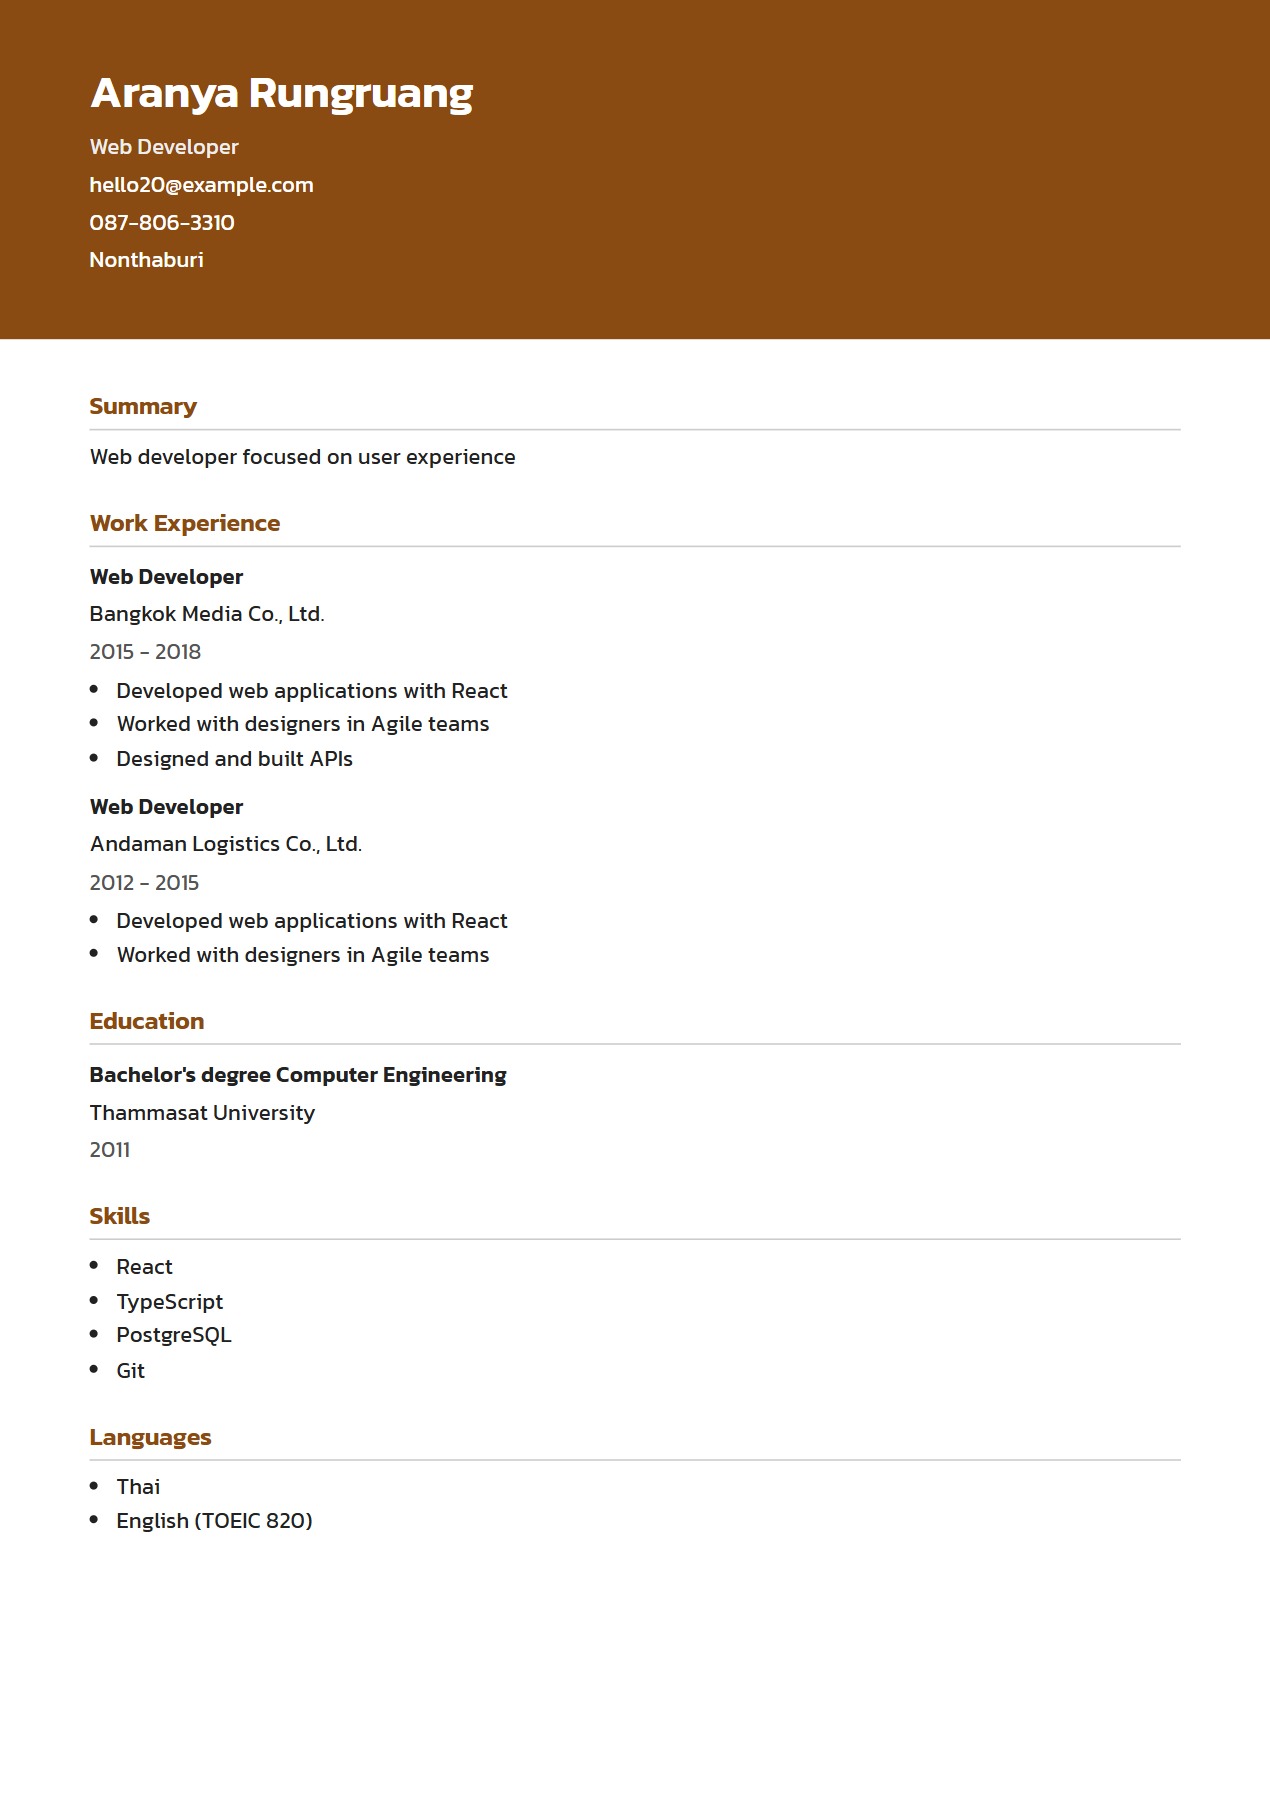 Aranya Rungruang
Web Developer
hello20@example.com
087-806-3310
Nonthaburi
Summary
Web developer focused on user experience
Work Experience
Web Developer
Bangkok Media Co., Ltd.
2015 - 2018
• Developed web applications with React
• Worked with designers in Agile teams
• Designed and built APIs
Web Developer
Andaman Logistics Co., Ltd.
2012 - 2015
• Developed web applications with React
• Worked with designers in Agile teams
Education
Bachelor's degree Computer Engineering
Thammasat University
2011
Skills
• React
• TypeScript
• PostgreSQL
• Git
Languages
• Thai
• English (TOEIC 820)